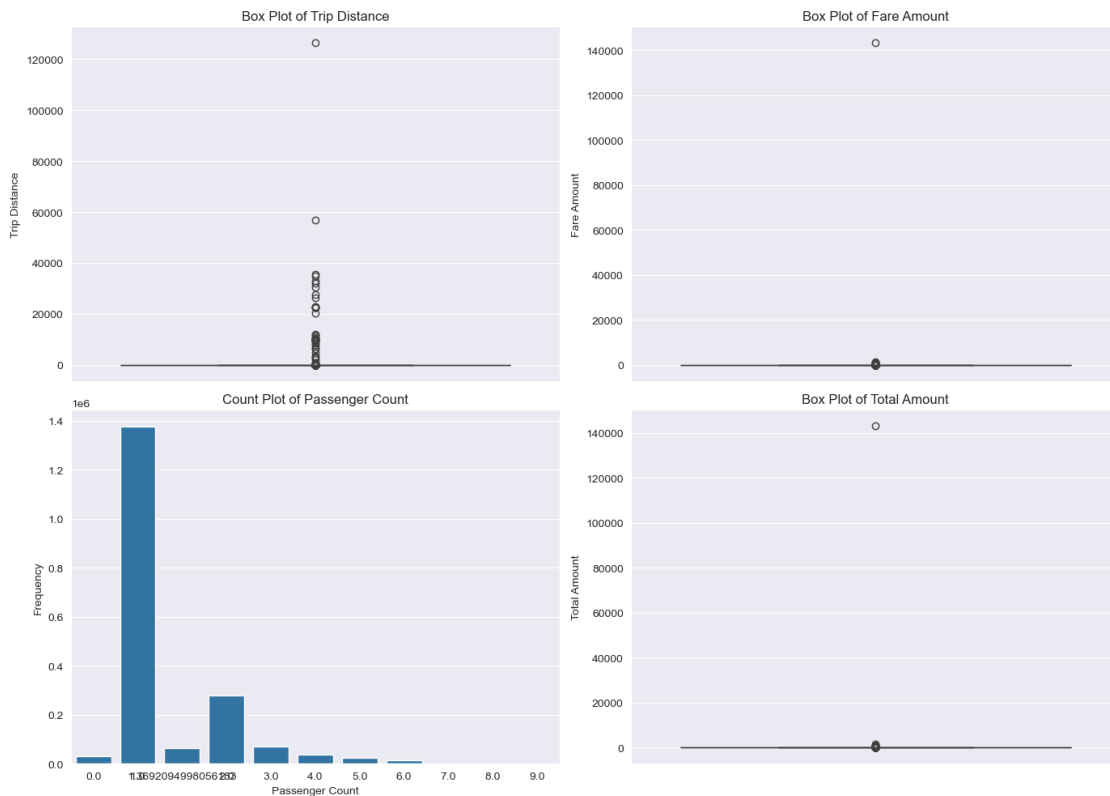 Box Plot of Trip Distance
Trip Distance
120000
100000
80000
60000
40000
20000
0
Box Plot of Fare Amount
Fare Amount
140000
120000
100000
80000
60000
40000
20000
0
Count Plot of Passenger Count
1e6
Frequency
1.4
1.2
1.0
0.8
0.6
0.4
0.2
0.0
0.0 3.0 4.0 5.0 6.0 7.0 8.0 9.0
Passenger Count
Box Plot of Total Amount
Total Amount
140000
120000
100000
80000
60000
40000
20000
0